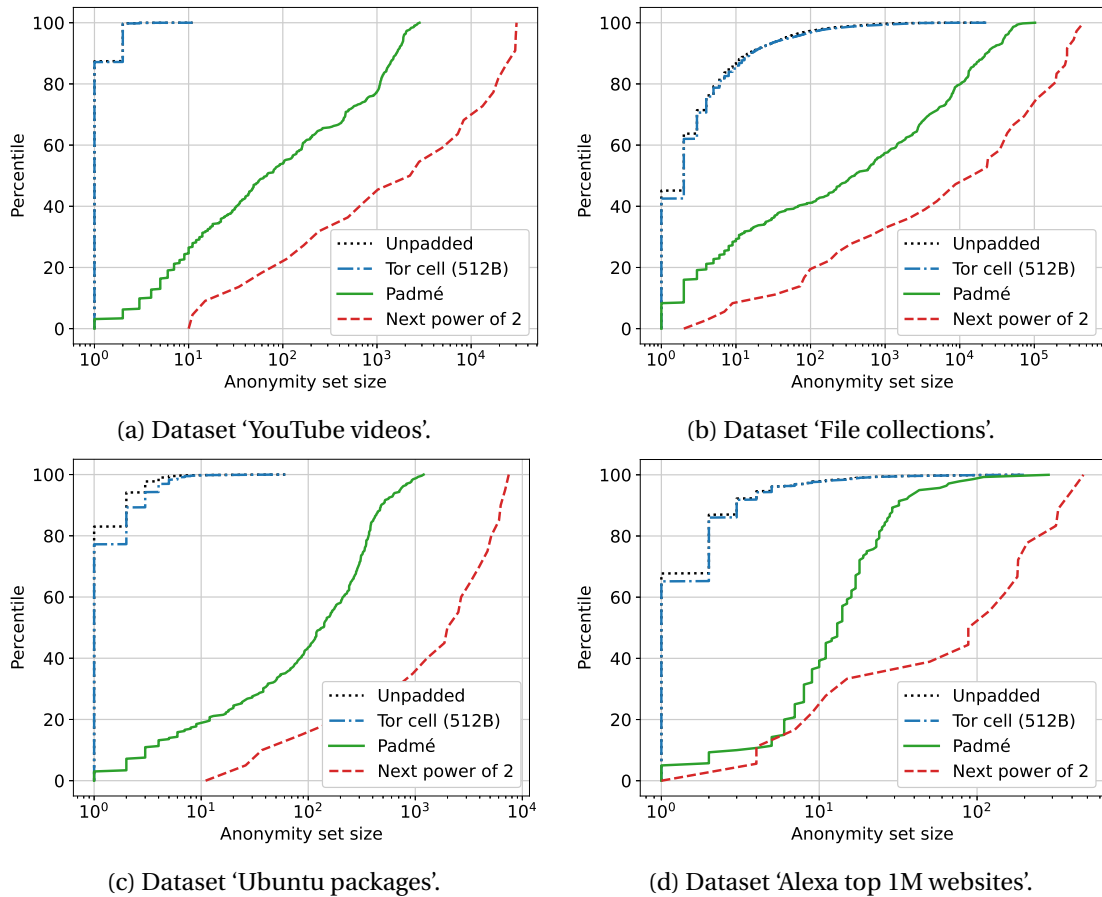 100
80
60
40
20
0
Percentile
10^0
10^1
10^2
10^3
10^4
Anonymity set size
Unpadded
Tor cell (512B)
Padmé
Next power of 2
(a) Dataset ‘YouTube videos’.
100
80
60
40
20
0
Percentile
10^0
10^1
10^2
10^3
10^4
10^5
Anonymity set size
Unpadded
Tor cell (512B)
Padmé
Next power of 2
(b) Dataset ‘File collections’.
100
80
60
40
20
0
Percentile
10^0
10^1
10^2
10^3
10^4
Anonymity set size
Unpadded
Tor cell (512B)
Padmé
Next power of 2
(c) Dataset ‘Ubuntu packages’.
100
80
60
40
20
0
Percentile
10^0
10^1
10^2
Anonymity set size
Unpadded
Tor cell (512B)
Padmé
Next power of 2
(d) Dataset ‘Alexa top 1M websites’.